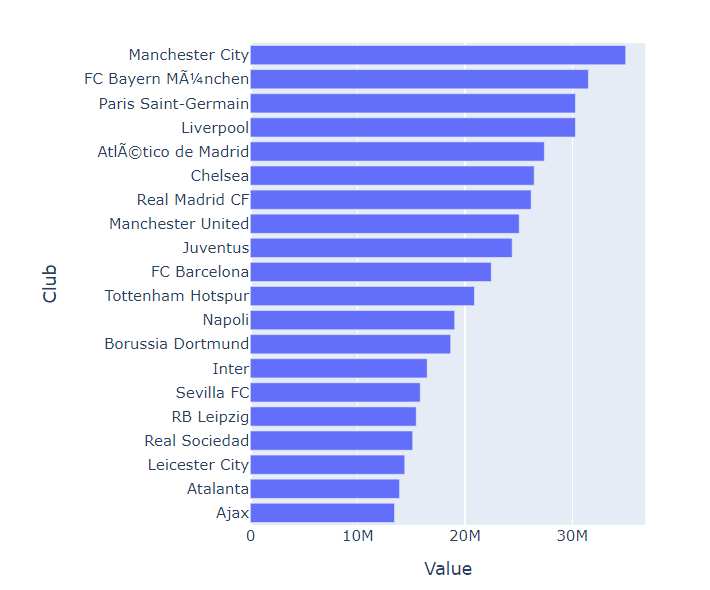 Manchester City
FC Bayern MÃ¼nchen
Paris Saint-Germain
Liverpool
AtlÃ©tico de Madrid
Chelsea
Real Madrid CF
Manchester United
Juventus
FC Barcelona
Tottenham Hotspur
Napoli
Borussia Dortmund
Inter
Sevilla FC
RB Leipzig
Real Sociedad
Leicester City
Atalanta
Ajax
Club
0 10M 20M 30M
Value